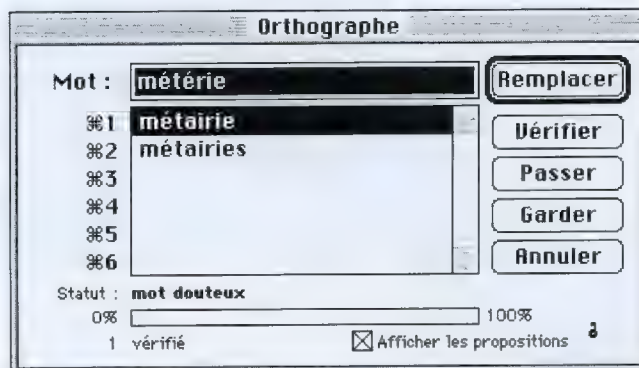 Orthographe
Mot : métérie Remplacer
⌘1 métairie Vérifier
⌘2 métairies Passer
⌘3
⌘4 Garder
⌘5
⌘6 Annuler
Statut : mot douteux
0% 100%
1 vérifié Afficher les propositions